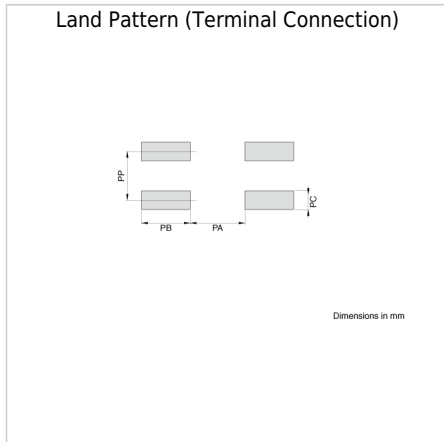 Land Pattern (Terminal Connection)
PP
PC
PB
PA
Dimensions in mm